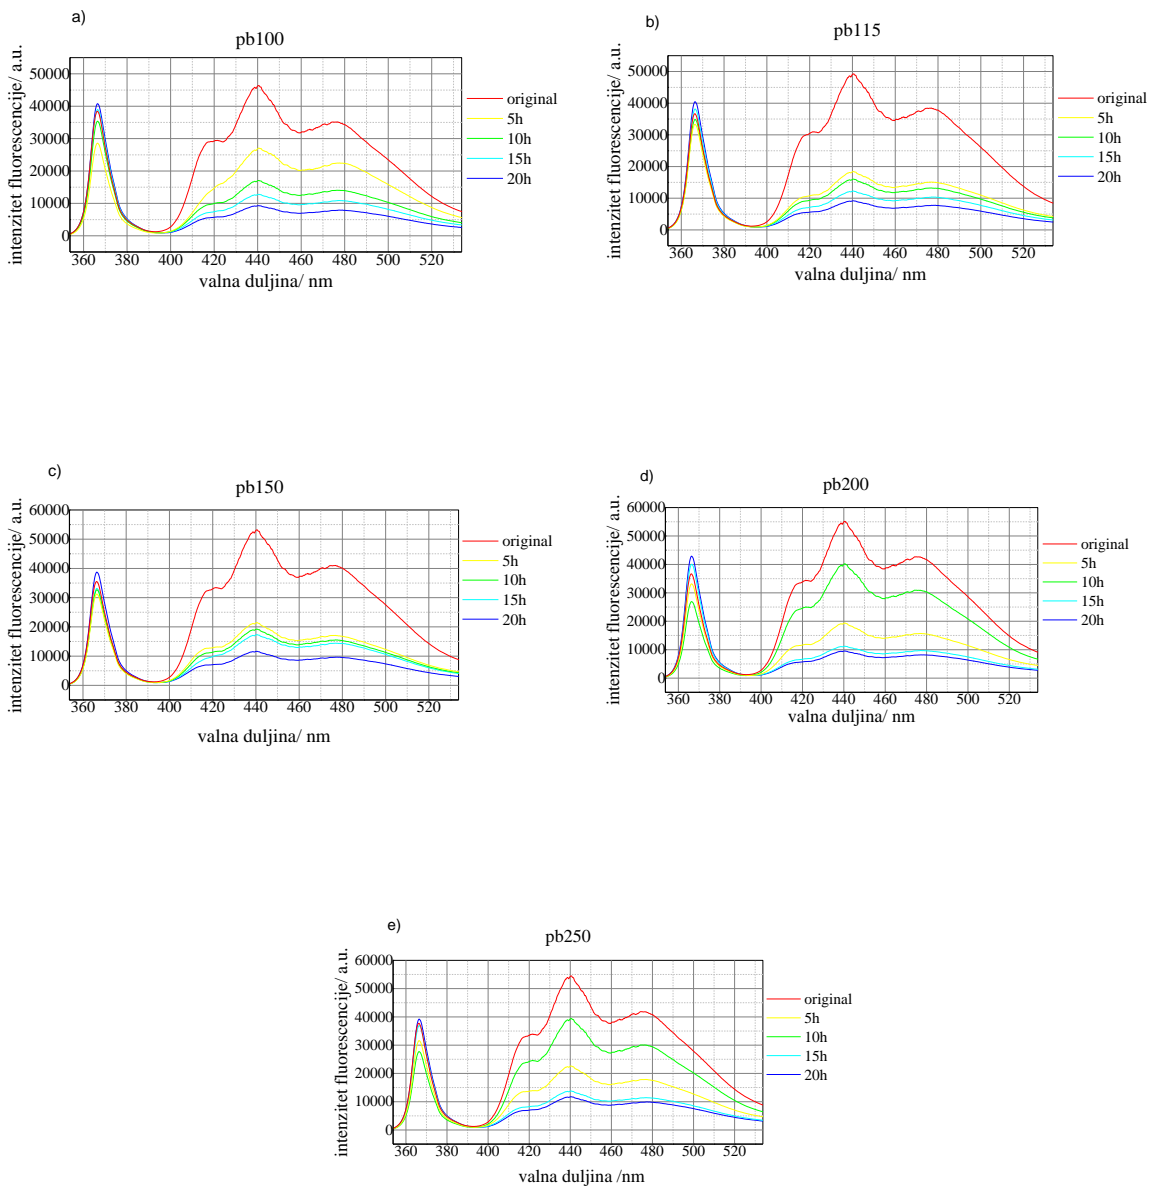 a)
pb100
intenzitet fluorescencije/ a.u.
50000
40000
30000
20000
10000
0
360 380 400 420 440 460 480 500 520
valna duljina/ nm
original
5h
10h
15h
20h
b)
pb115
intenzitet fluorescencije/ a.u.
50000
40000
30000
20000
10000
0
360 380 400 420 440 460 480 500 520
valna duljina/ nm
original
5h
10h
15h
20h
c)
pb150
intenzitet fluorescencije/ a.u.
60000
50000
40000
30000
20000
10000
0
360 380 400 420 440 460 480 500 520
valna duljina/ nm
original
5h
10h
15h
20h
d)
pb200
intenzitet fluorescencije/ a.u.
60000
50000
40000
30000
20000
10000
0
360 380 400 420 440 460 480 500 520
valna duljina/ nm
original
5h
10h
15h
20h
e)
pb250
intenzitet fluorescencije/ a.u.
60000
50000
40000
30000
20000
10000
0
360 380 400 420 440 460 480 500 520
valna duljina /nm
original
5h
10h
15h
20h